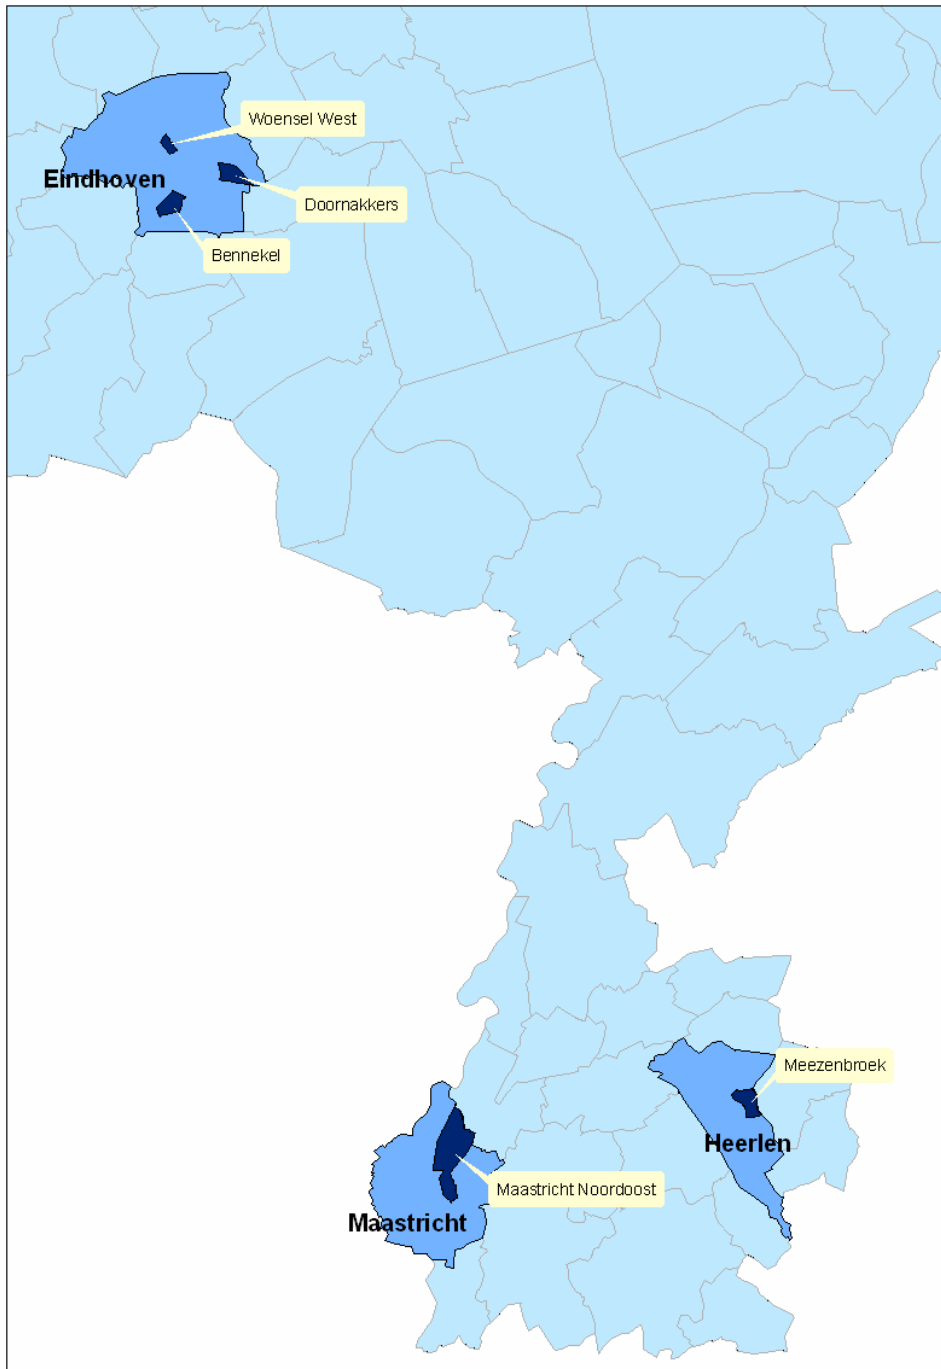 Woensel West
Eindhoven
Doornakkers
Bennekel
Meezenbroek
Heerlen
Maastricht Noordoost
Maastricht